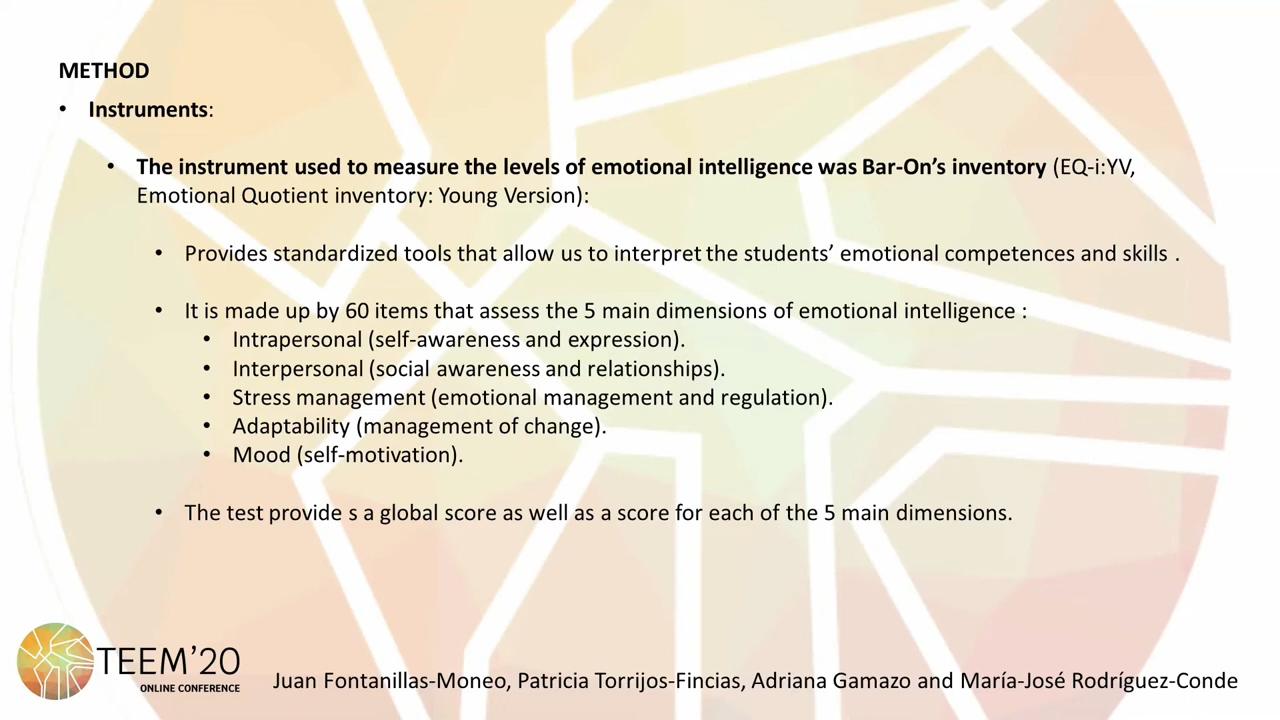 METHOD
• Instruments:
• The instrument used to measure the levels of emotional intelligence was Bar-On’s inventory (EQ-i:YV,
Emotional Quotient inventory: Young Version):
• Provides standardized tools that allow us to interpret the students’ emotional competences and skills .
• It is made up by 60 items that assess the 5 main dimensions of emotional intelligence :
• Intrapersonal (self-awareness and expression).
• Interpersonal (social awareness and relationships).
• Stress management (emotional management and regulation).
• Adaptability (management of change).
• Mood (self-motivation).
• The test provide s a global score as well as a score for each of the 5 main dimensions.
TEEM’20
ONLINE CONFERENCE
Juan Fontanillas-Moneo, Patricia Torrijos-Fincias, Adriana Gamazo and María-José Rodríguez-Conde